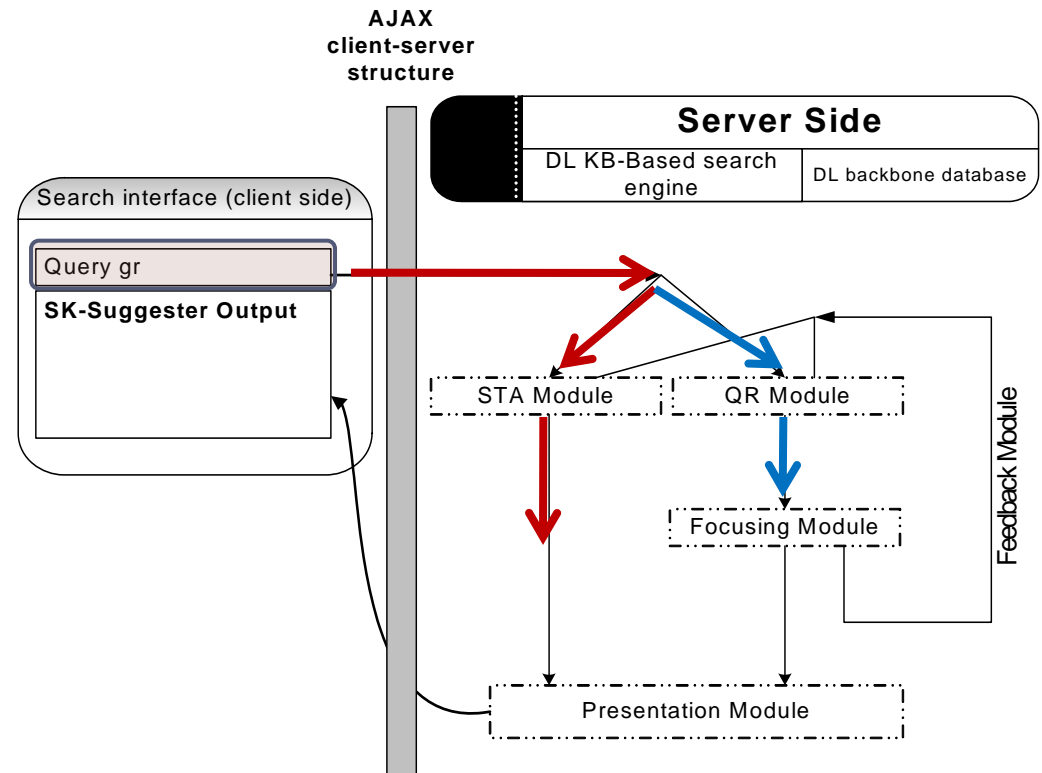 AJAX
client-server
structure
Server Side
DL KB-Based search
engine
DL backbone database
Search interface (client side)
Query gr
SK-Suggester Output
STA Module
QR Module
Focusing Module
Feedback Module
Presentation Module